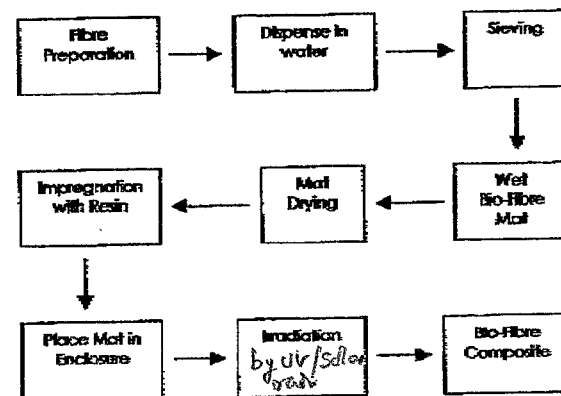 Fibre
Preparation
Dispense in
water
Sieving
Impregnation
with Resin
Mat
Drying
Wet
Bio-Fibre
Mat
Place Mat in
Enclosure
Irradiation
by UV/Solar
Bio-Fibre
Composite